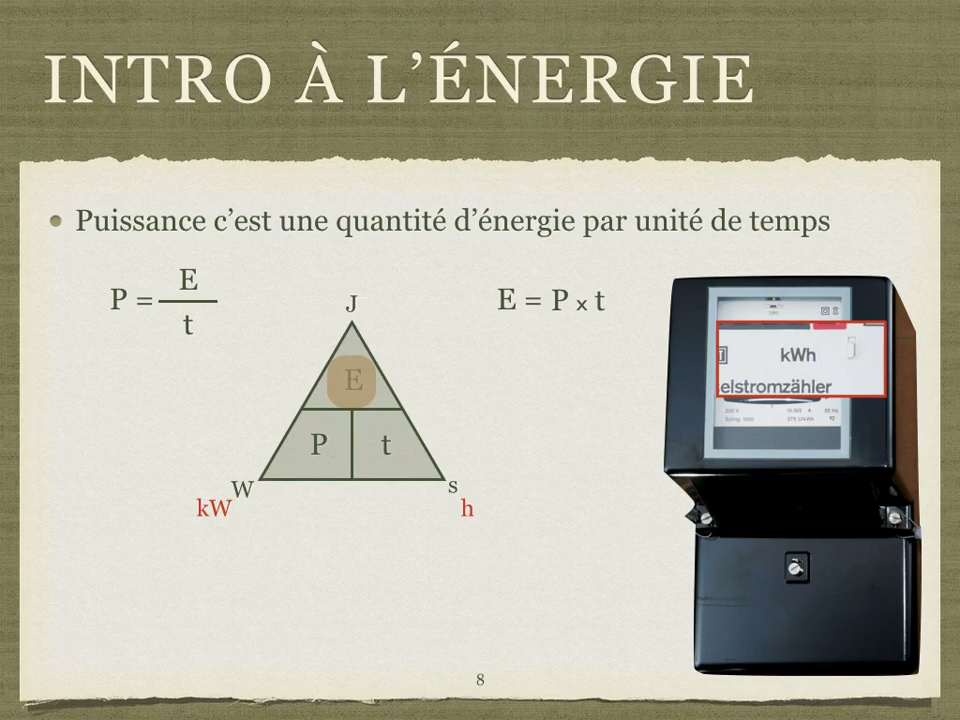 INTRO À L’ÉNERGIE
Puissance c’est une quantité d’énergie par unité de temps
P = E
t
E = P x t
J
E
P t
W s
kW h
kWh
elstromzähler
8